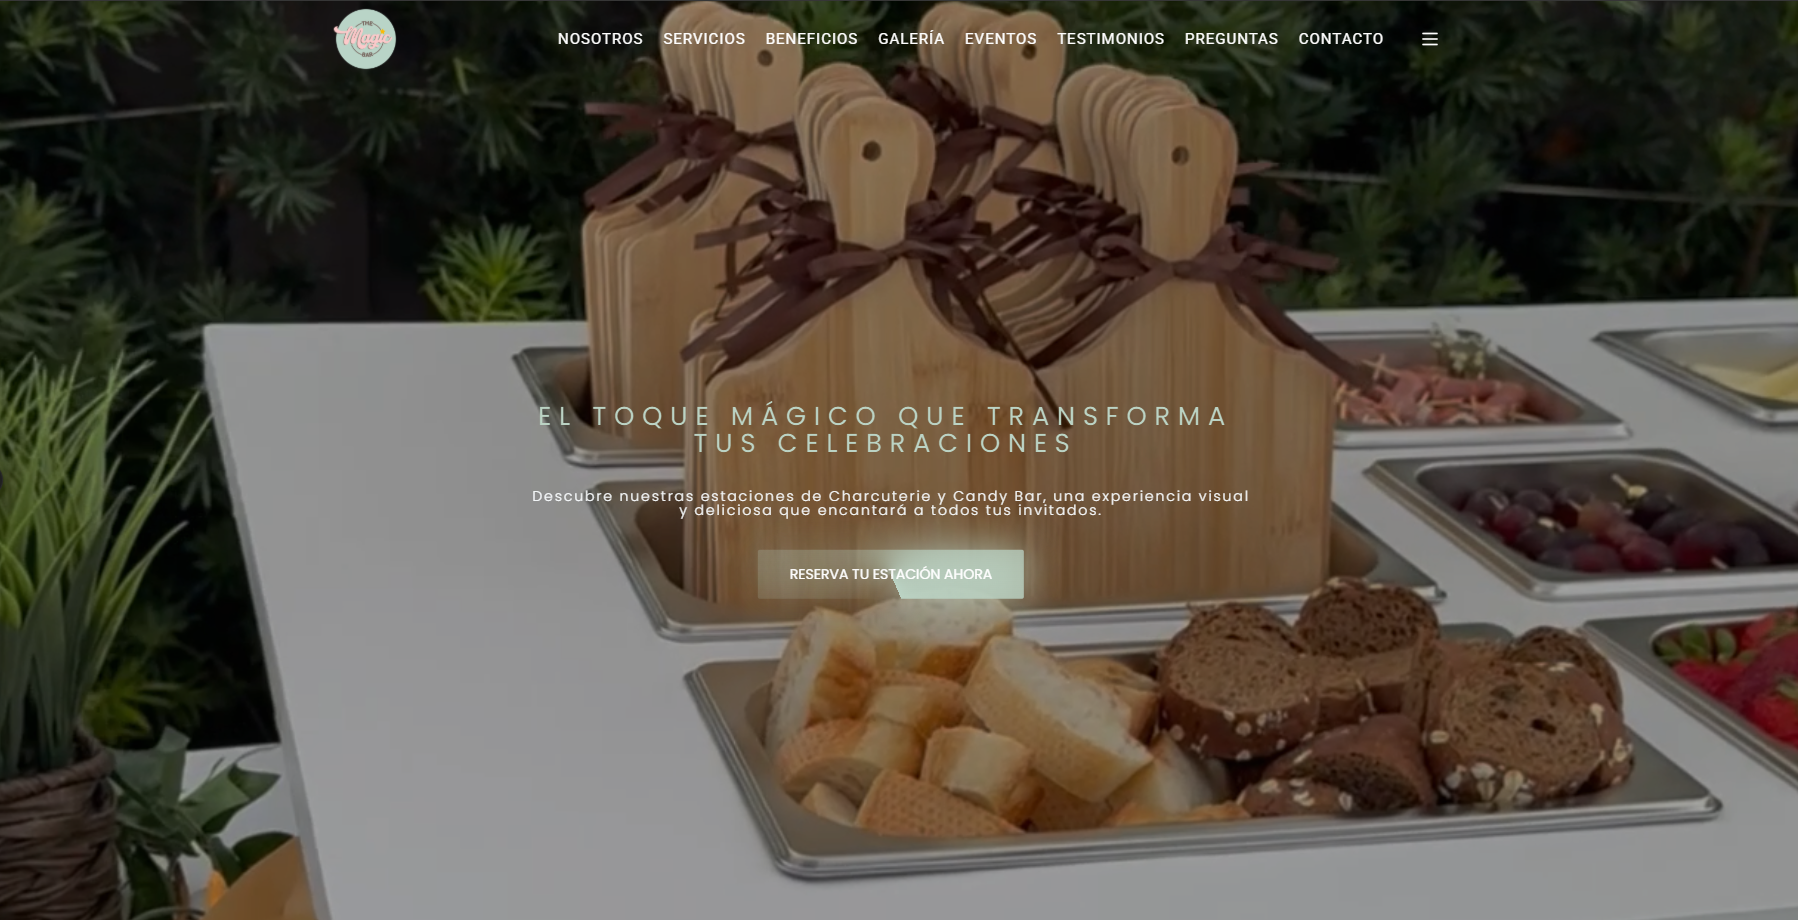 THE
Magic
BAR
NOSOTROS SERVICIOS BENEFICIOS GALERÍA EVENTOS TESTIMONIOS PREGUNTAS CONTACTO
EL TOQUE MÁGICO QUE TRANSFORMA
TUS CELEBRACIONES
Descubre nuestras estaciones de Charcuterie y Candy Bar, una experiencia visual
y deliciosa que encantará a todos tus invitados.
RESERVA TU ESTACIÓN AHORA